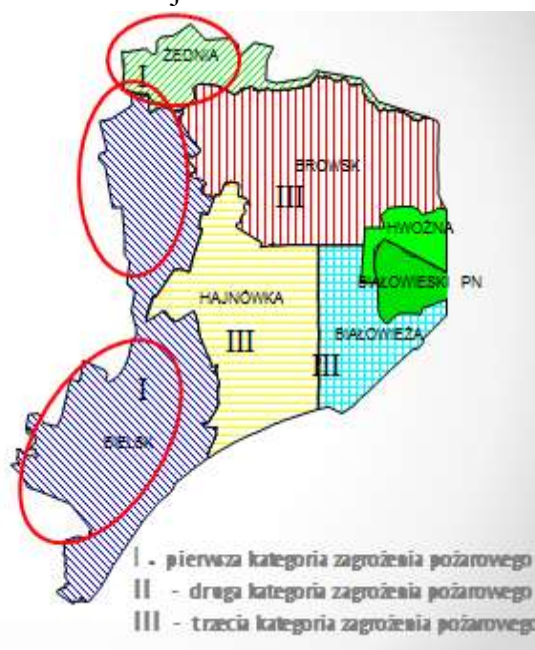 ŻEDNIA
I
BROWSK
III
HWOŹNA
BIAŁOWIESKI PN
HAJNÓWKA
BIAŁOWIEŻA
III
III
I
BIELSK
I - pierwsza kategoria zagrożenia pożarowego
II - druga kategoria zagrożenia pożarowego
III - trzecia kategoria zagrożenia pożarowego